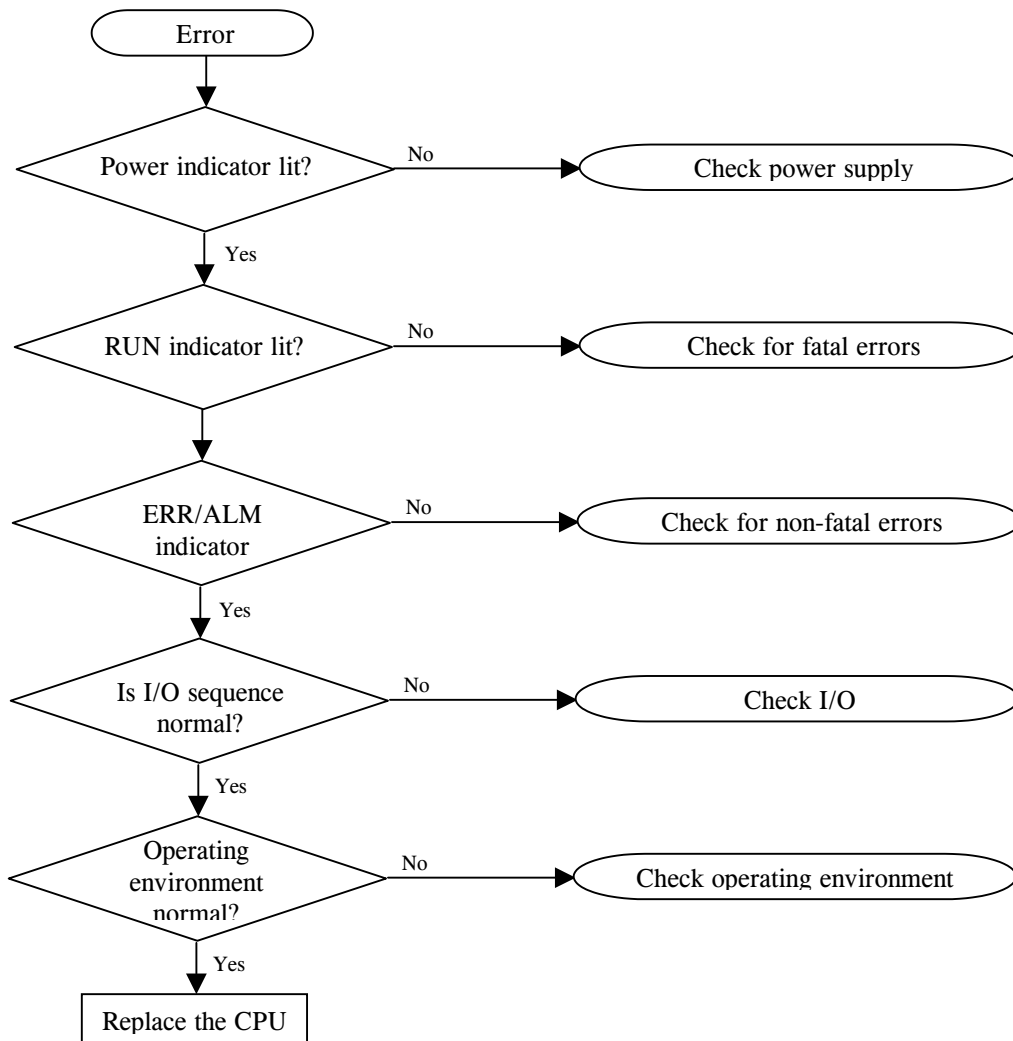 Error
Power indicator lit?
No
Check power supply
Yes
RUN indicator lit?
No
Check for fatal errors
ERR/ALM
indicator
No
Check for non-fatal errors
Yes
Is I/O sequence
normal?
No
Check I/O
Yes
Operating
environment
normal?
No
Check operating environment
Yes
Replace the CPU